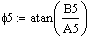 ϕ5 := atan(B5/A5)